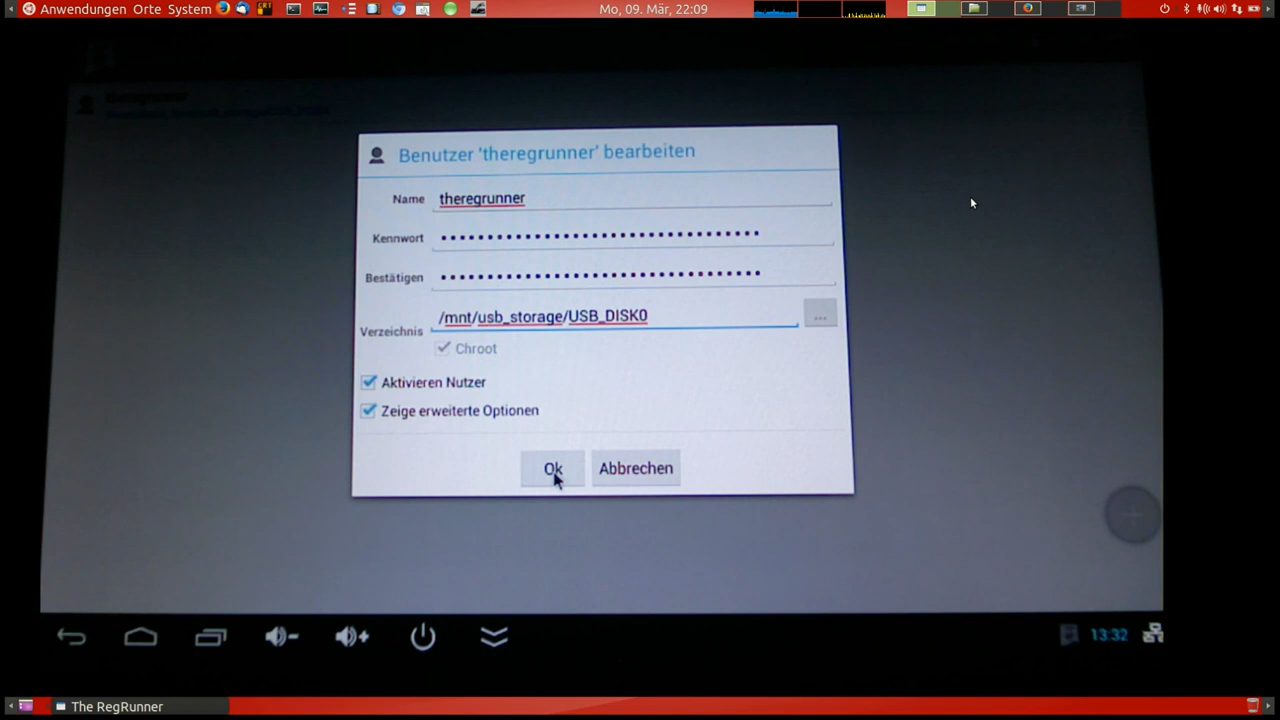 Anwendungen Orte System
CRT
Mo, 09. Mär, 22:09
Benutzer 'theregrunner' bearbeiten
Name theregrunner
Kennwort
Bestätigen
Verzeichnis /mnt/usb_storage/USB_DISK0 ...
Chroot
Aktivieren Nutzer
Zeige erweiterte Optionen
Ok Abbrechen
13:32
The RegRunner